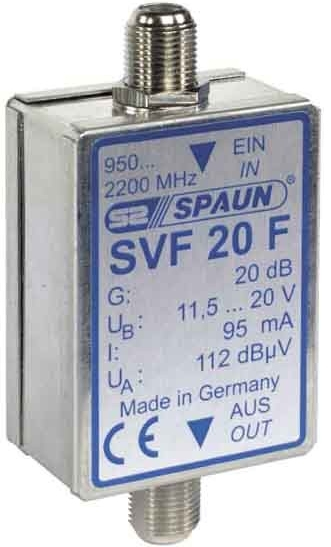 950... EIN
2200 MHz IN
SPAUN®
SVF 20 F
G: 20 dB
UB: 11,5 ... 20 V
I: 95 mA
UA: 112 dBµV
Made in Germany
CE AUS
OUT